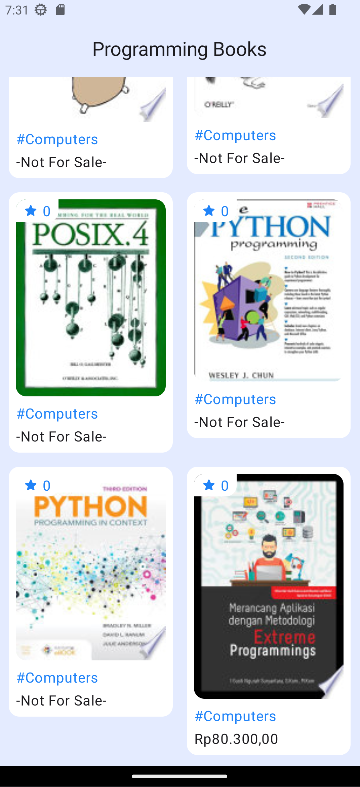 7:31
Programming Books
O'REILLY
#Computers
-Not For Sale-
#Computers
-Not For Sale-
0
MMING FOR THE REAL WORLD
POSIX.4
BILL O. GALLMEISTER
O'REILLY & ASSOCIATES, INC.
#Computers
-Not For Sale-
0
e
PYTHON
programming
SECOND EDITION
WESLEY J. CHUN
#Computers
-Not For Sale-
0
THIRD EDITION
PYTHON
PROGRAMMING IN CONTEXT
BRADLEY N. MILLER
DAVID L. RANUM
JULIE ANDERSON
#Computers
-Not For Sale-
0
Merancang Aplikasi
dengan Metodologi
Extreme
Programmings
#Computers
Rp80.300,00